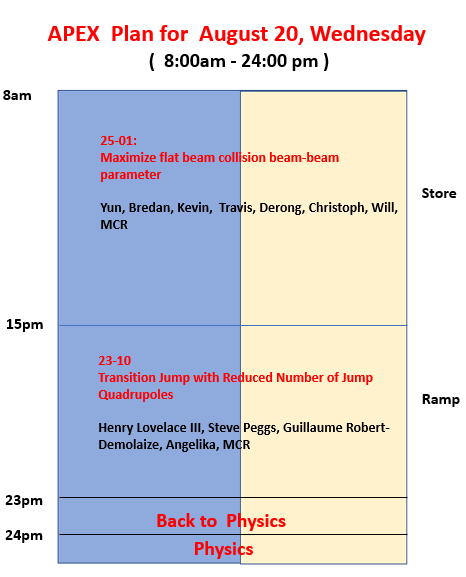 APEX Plan for August 20, Wednesday
( 8:00am - 24:00 pm )
8am
25-01:
Maximize flat beam collision beam-beam
parameter
Yun, Bredan, Kevin, Travis, Derong, Christoph, Will,
MCR
Store
15pm
23-10
Transition Jump with Reduced Number of Jump
Quadrupoles
Henry Lovelace III, Steve Peggs, Guillaume Robert-
Demolaize, Angelika, MCR
Ramp
23pm
Back to Physics
24pm
Physics